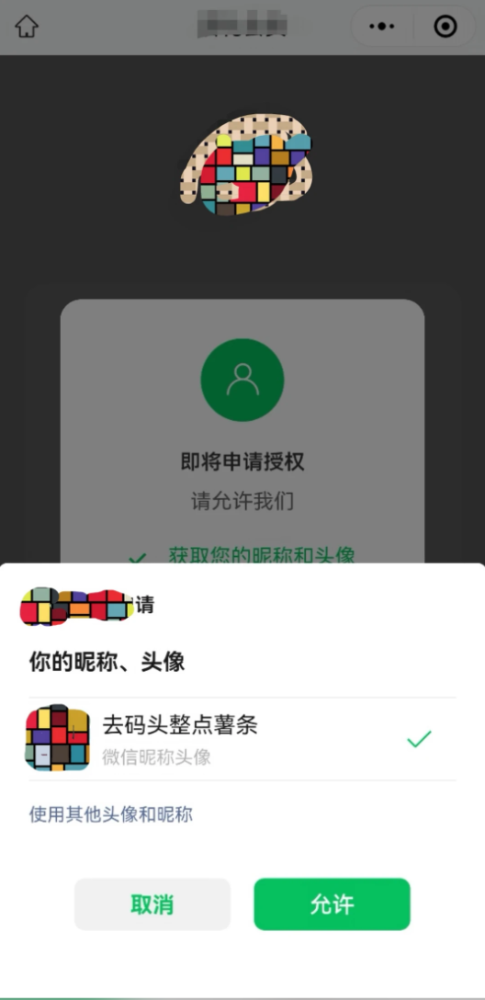 即将申请授权
请允许我们
获取您的昵称和头像
请
你的昵称、头像
去码头整点薯条
微信昵称头像
使用其他头像和昵称
取消
允许